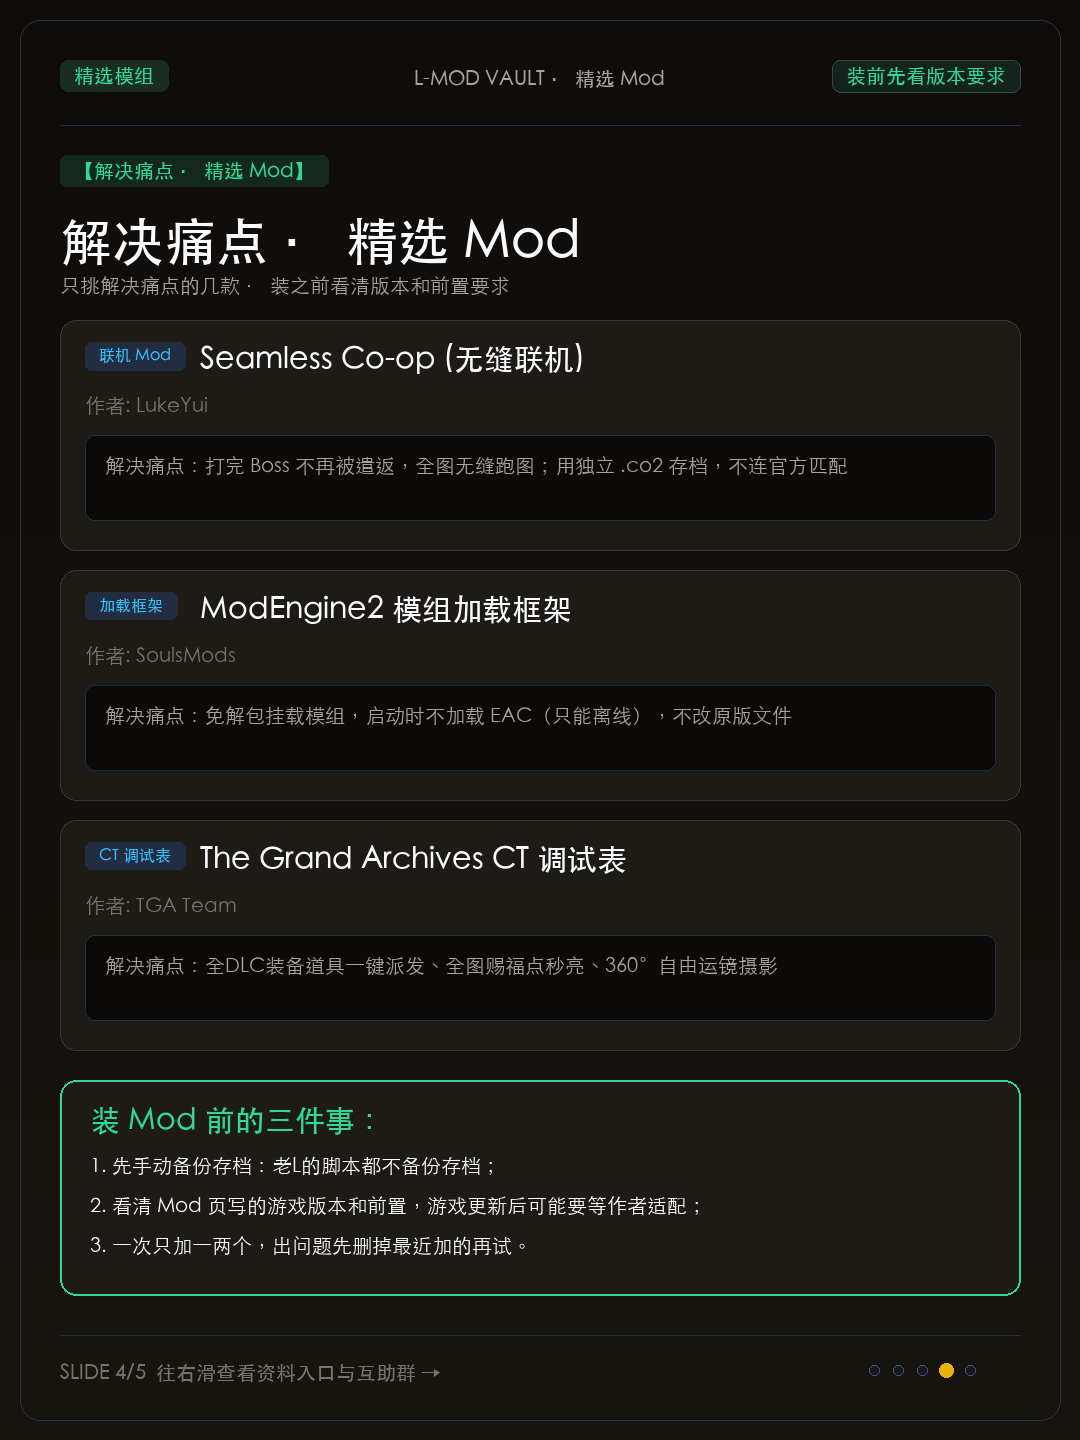 精选模组
L-MOD VAULT · 精选 Mod
装前先看版本要求
【解决痛点 · 精选 Mod】
解决痛点 · 精选 Mod
只挑解决痛点的几款 · 装之前看清版本和前置要求
联机 Mod
Seamless Co-op (无缝联机)
作者: LukeYui
解决痛点：打完 Boss 不再被遣返，全图无缝跑图；用独立 .co2 存档，不连官方匹配
加载框架
ModEngine2 模组加载框架
作者: SoulsMods
解决痛点：免解包挂载模组，启动时不加载 EAC（只能离线），不改原版文件
CT 调试表
The Grand Archives CT 调试表
作者: TGA Team
解决痛点：全DLC装备道具一键派发、全图赐福点秒亮、360° 自由运镜摄影
装 Mod 前的三件事：
1. 先手动备份存档：老L的脚本都不备份存档；
2. 看清 Mod 页写的游戏版本和前置，游戏更新后可能要等作者适配；
3. 一次只加一两个，出问题先删掉最近加的再试。
SLIDE 4/5 往右滑查看资料入口与互助群 →